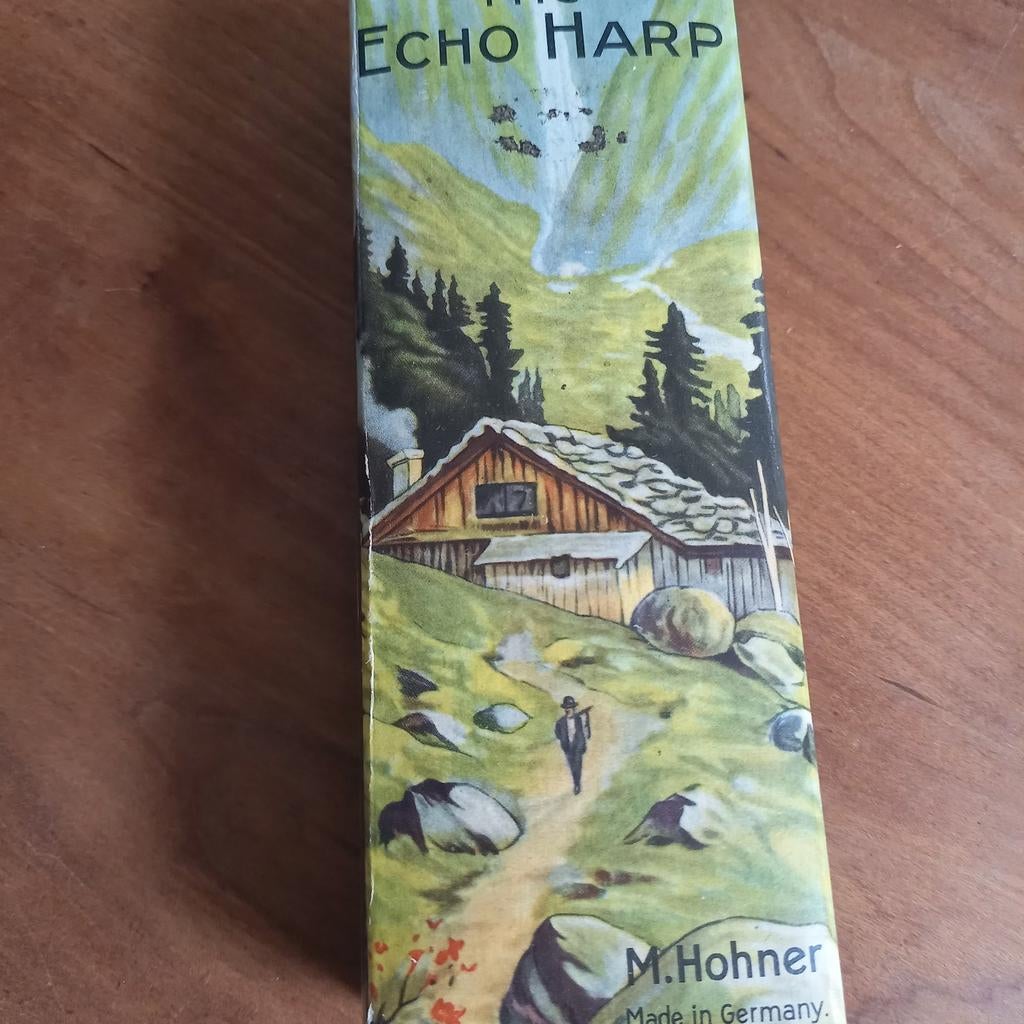 Echo Harp
M. Hohner
Made in Germany.